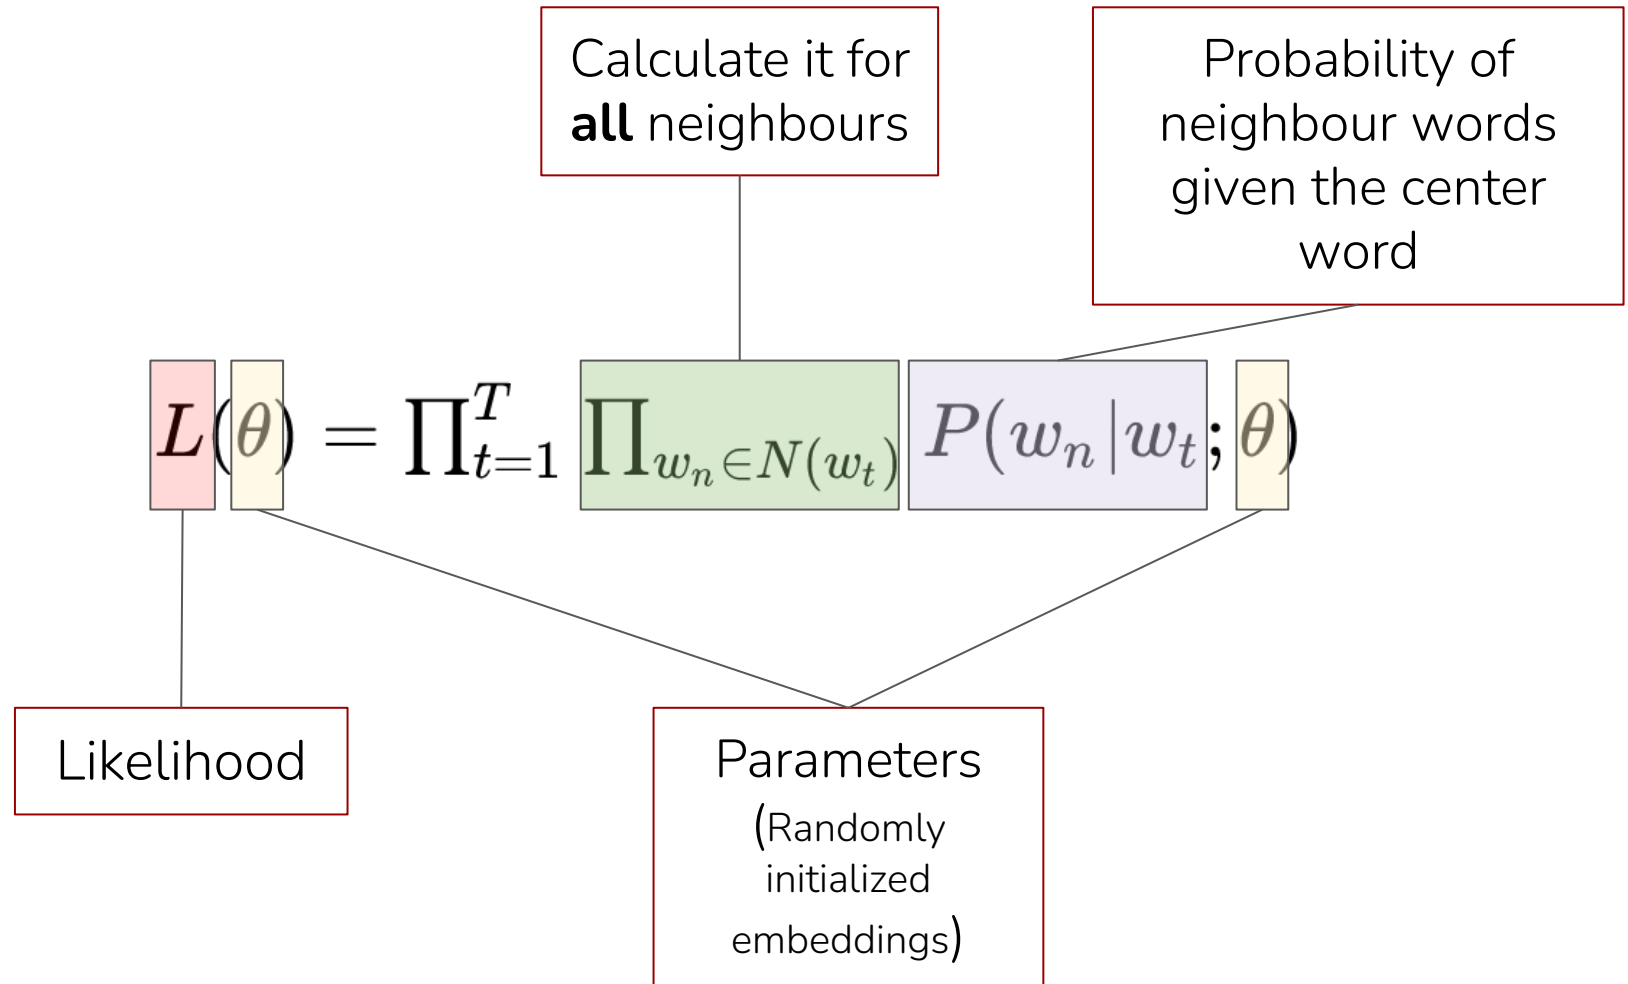 Calculate it for
all neighbours
Probability of
neighbour words
given the center
word
L(θ) = ∏_{t=1}^{T} ∏_{w_n∈N(w_t)} P(w_n|w_t; θ)
Likelihood
Parameters
(Randomly
initialized
embeddings)